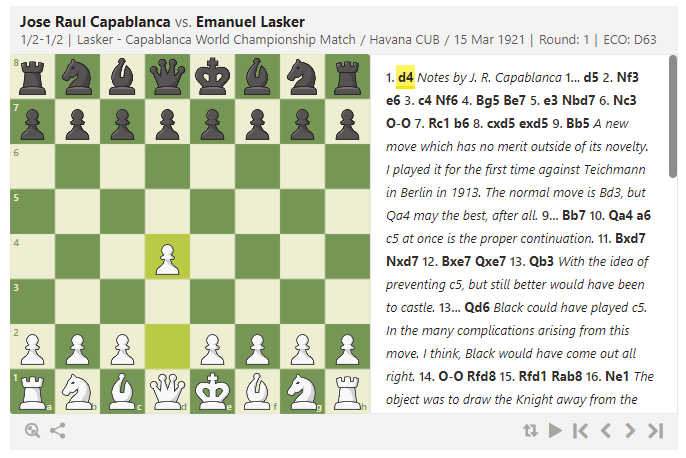 Jose Raul Capablanca vs. Emanuel Lasker
1/2-1/2 | Lasker - Capablanca World Championship Match / Havana CUB / 15 Mar 1921 | Round: 1 | ECO: D63
8
7
6
5
4
3
2
1
a b c d e f g h
1. d4 Notes by J. R. Capablanca 1... d5 2. Nf3
e6 3. c4 Nf6 4. Bg5 Be7 5. e3 Nbd7 6. Nc3
O-O 7. Rc1 b6 8. cxd5 exd5 9. Bb5 A new
move which has no merit outside of its novelty.
I played it for the first time against Teichmann
in Berlin in 1913. The normal move is Bd3, but
Qa4 may the best, after all. 9... Bb7 10. Qa4 a6
c5 at once is the proper continuation. 11. Bxd7
Nxd7 12. Bxe7 Qxe7 13. Qb3 With the idea of
preventing c5, but still better would have been
to castle. 13... Qd6 Black could have played c5.
In the many complications arising from this
move. I think, Black would have come out all
right. 14. O-O Rfd8 15. Rfd1 Rab8 16. Ne1 The
object was to draw the Knight away from the